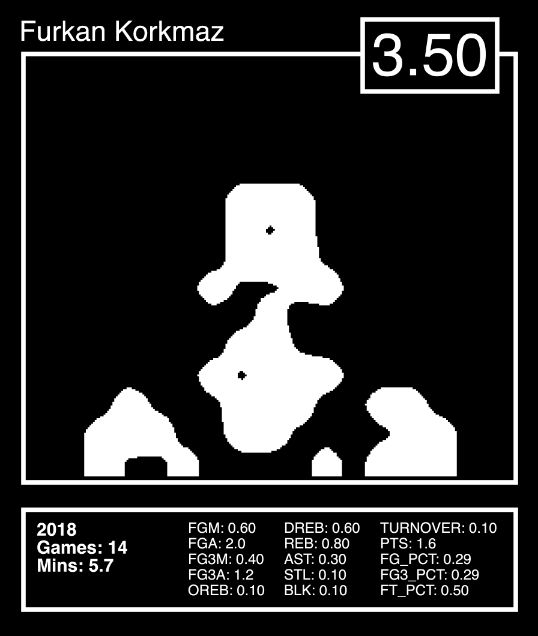 Furkan Korkmaz
3.50
2018
Games: 14
Mins: 5.7
FGM: 0.60
FGA: 2.0
FG3M: 0.40
FG3A: 1.2
OREB: 0.10
DREB: 0.60
REB: 0.80
AST: 0.30
STL: 0.10
BLK: 0.10
TURNOVER: 0.10
PTS: 1.6
FG_PCT: 0.29
FG3_PCT: 0.29
FT_PCT: 0.50